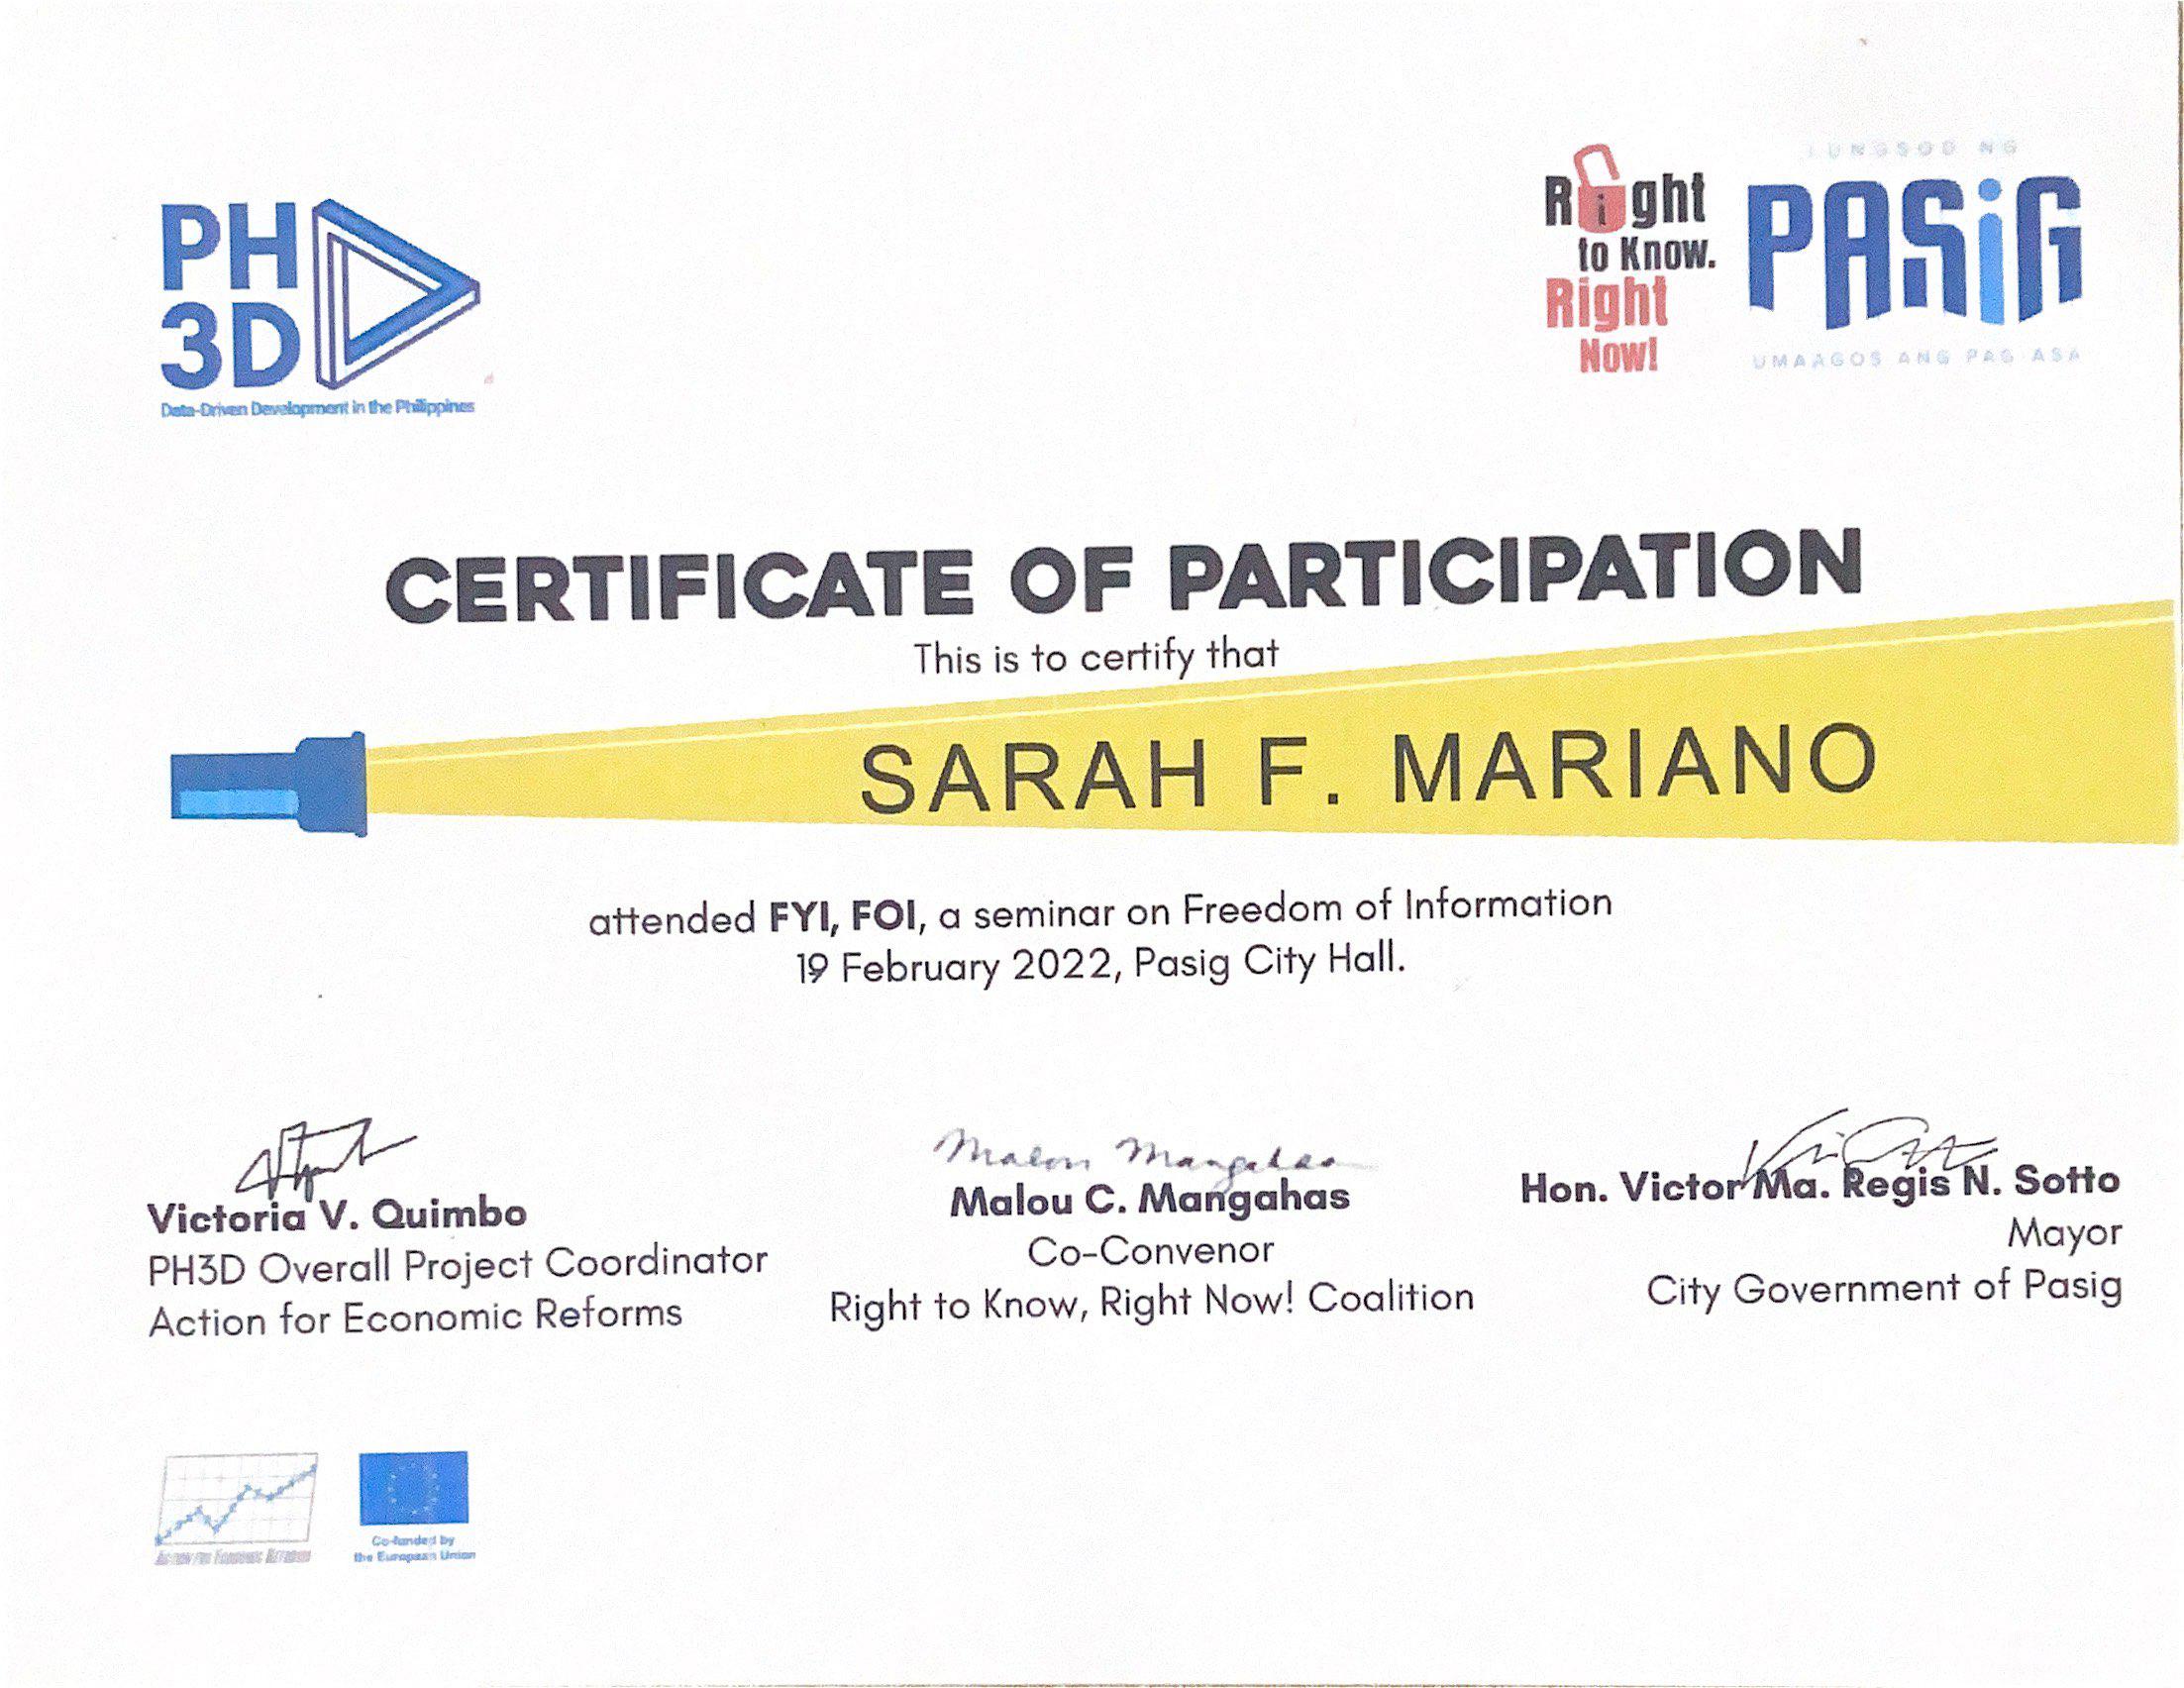 PH
3D
Data-Driven Development in the Philippines
Right
to Know.
Right
Now!
LUNGSOD NG
PASiG
UMAAGOS ANG PAG ASA
CERTIFICATE OF PARTICIPATION
This is to certify that
SARAH F. MARIANO
attended FYI, FOI, a seminar on Freedom of Information
19 February 2022, Pasig City Hall.
Malou Mangahas
Victoria V. Quimbo
PH3D Overall Project Coordinator
Action for Economic Reforms
Malou C. Mangahas
Co-Convenor
Right to Know, Right Now! Coalition
Hon. Victor Ma. Regis N. Sotto
Mayor
City Government of Pasig
Action for Economic Reforms
Co-funded by
the European Union